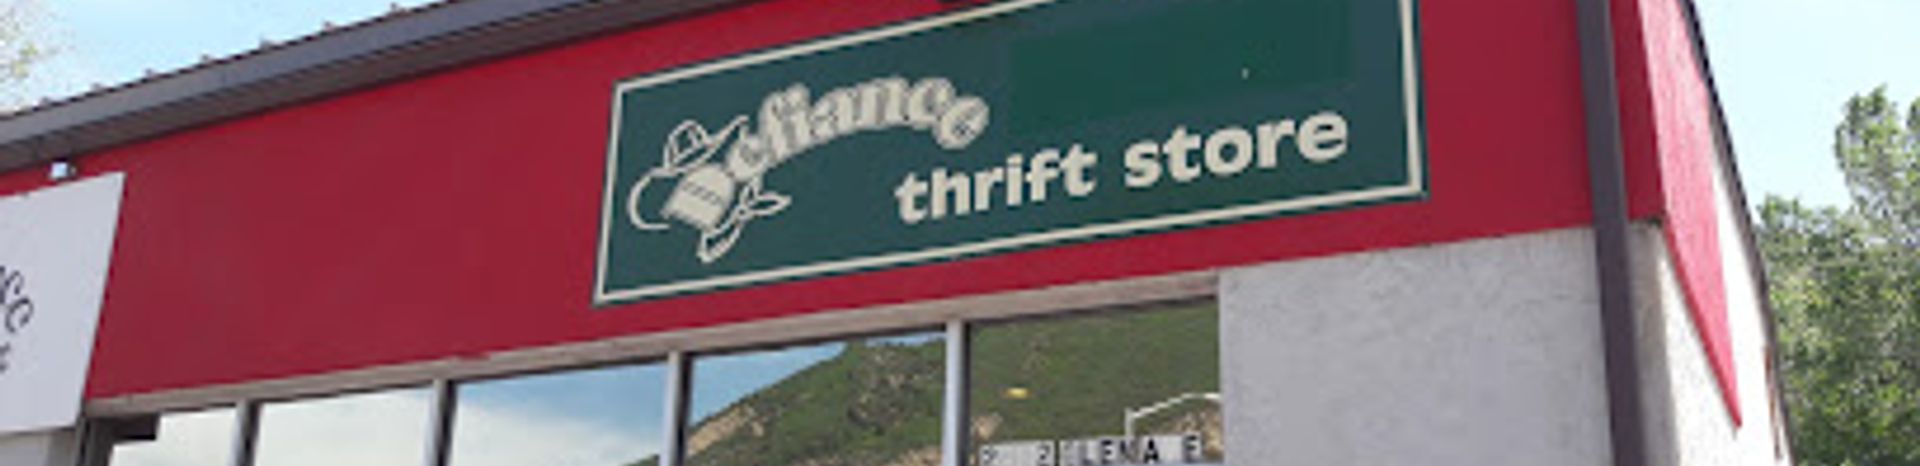 Defiance
thrift store